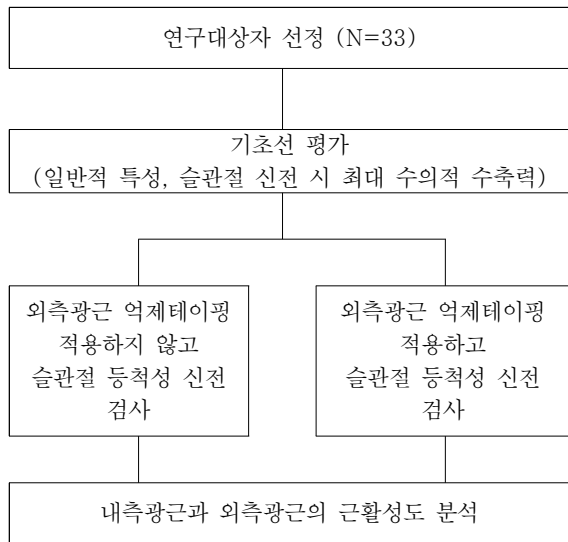 연구대상자 선정 (N=33)
기초선 평가
(일반적 특성, 슬관절 신전 시 최대 수의적 수축력)
외측광근 억제테이핑
적용하지 않고
슬관절 등척성 신전
검사
외측광근 억제테이핑
적용하고
슬관절 등척성 신전
검사
내측광근과 외측광근의 근활성도 분석